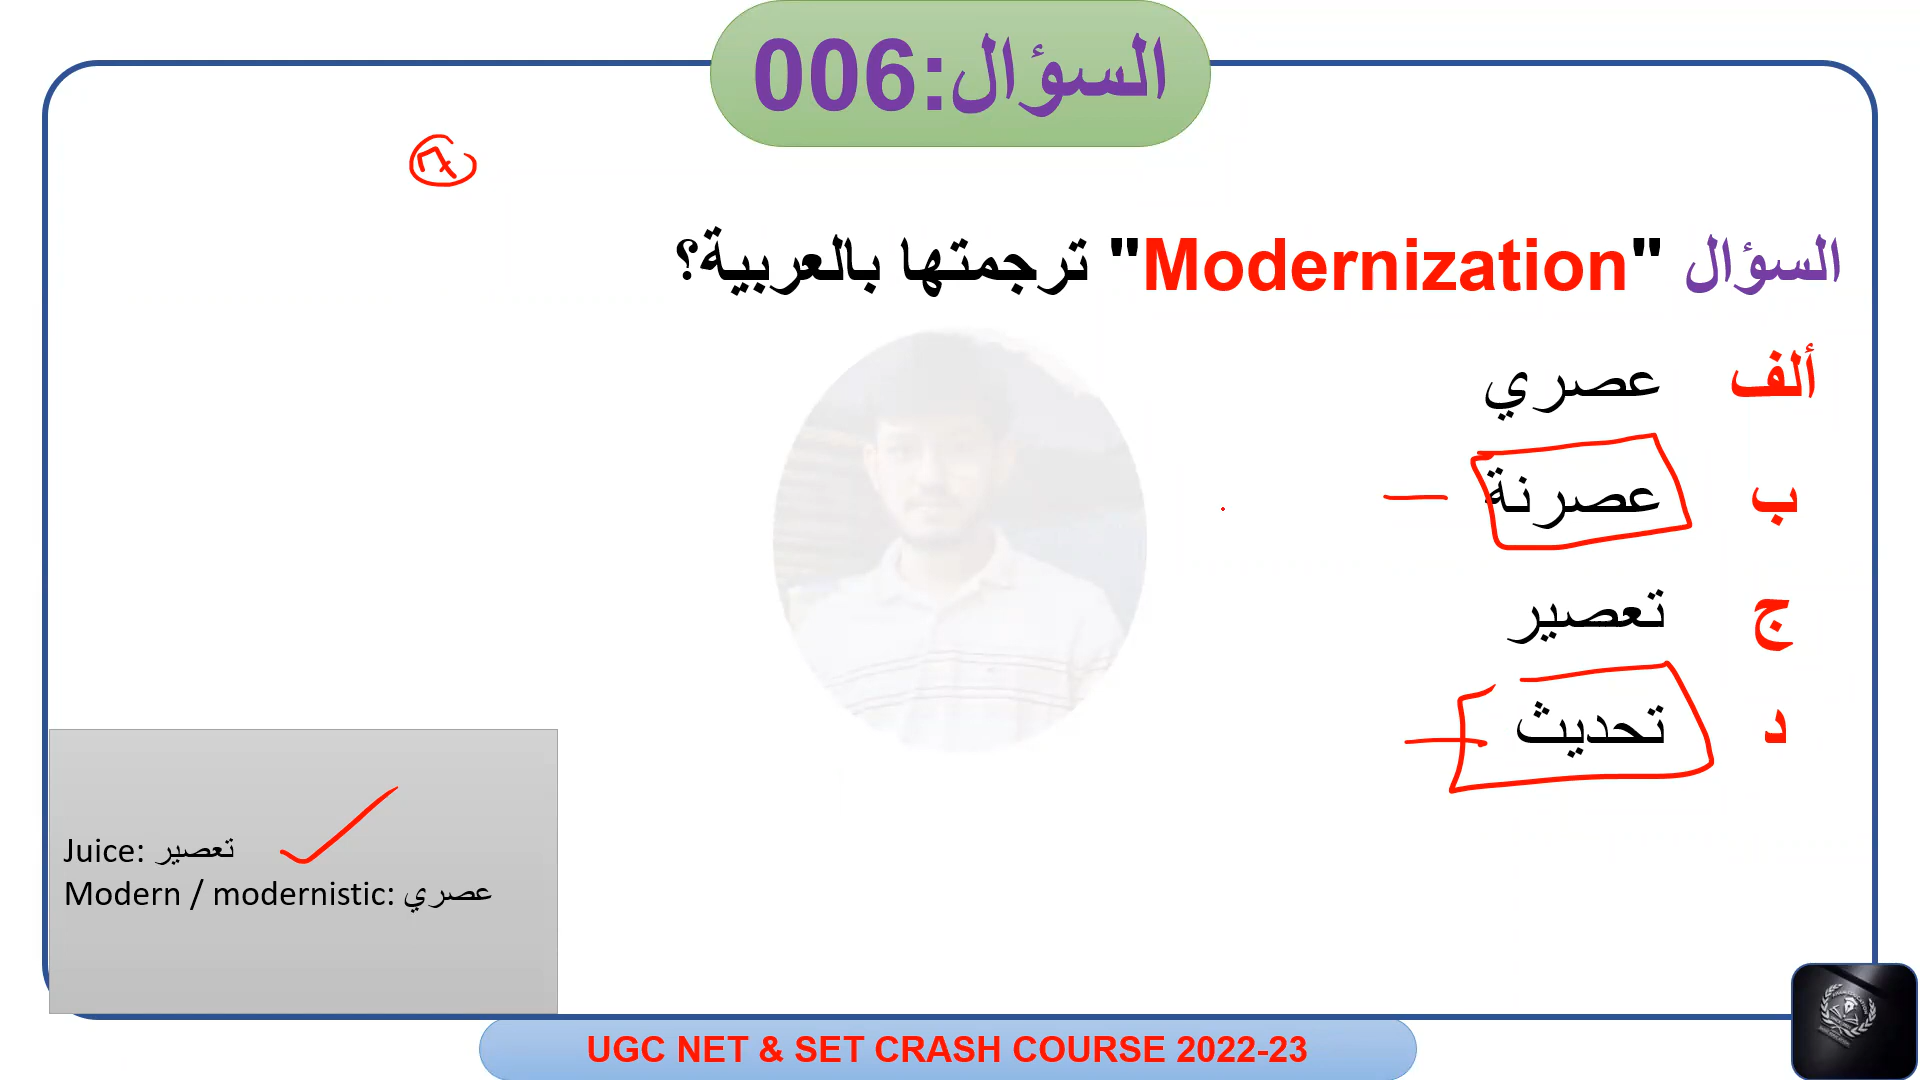 السؤال:006
السؤال "Modernization" ترجمتها بالعربية؟
ألف عصري
ب عصرنة
ج تعصير
د تحديث
Juice: تعصير
Modern / modernistic: عصري
UGC NET & SET CRASH COURSE 2022-23